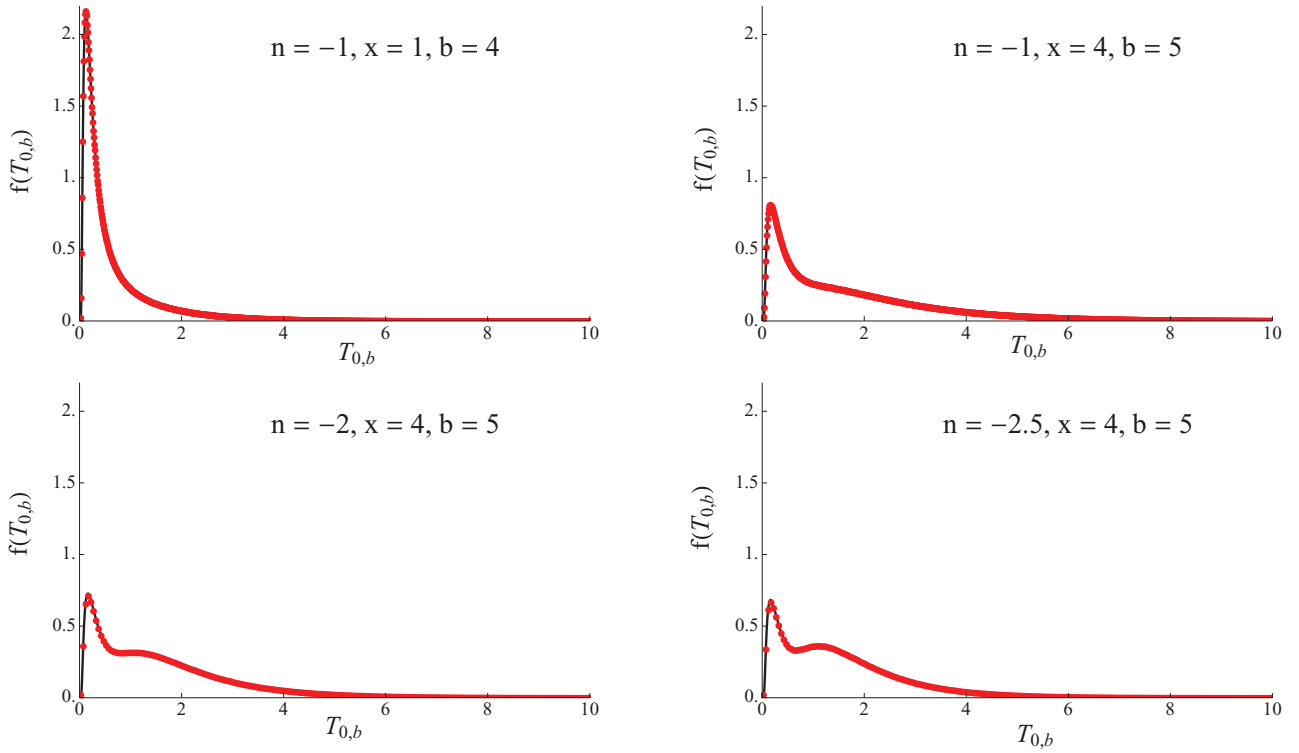 n = −1, x = 1, b = 4
f(T0,b)
2.
1.5
1.
0.5
0
0 2 4 6 8 10
T0,b
n = −1, x = 4, b = 5
f(T0,b)
2.
1.5
1.
0.5
0
0 2 4 6 8 10
T0,b
n = −2, x = 4, b = 5
f(T0,b)
2.
1.5
1.
0.5
0
0 2 4 6 8 10
T0,b
n = −2.5, x = 4, b = 5
f(T0,b)
2.
1.5
1.
0.5
0
0 2 4 6 8 10
T0,b